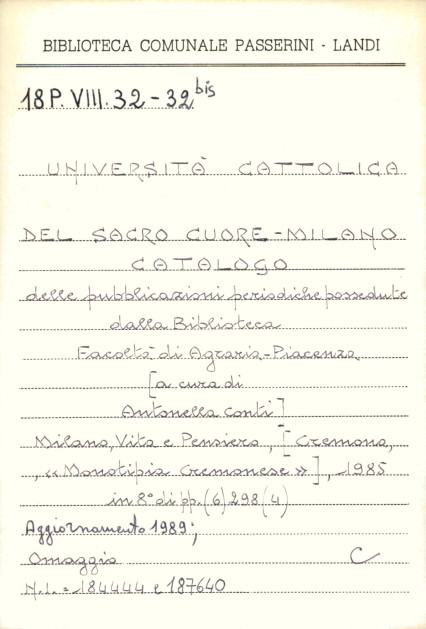 BIBLIOTECA COMUNALE PASSERINI - LANDI
18 P. VIII. 32 - 32 bis
UNIVERSITÀ CATTOLICA
DEL SACRO CUORE - MILANO
CATALOGO
delle pubblicazioni periodiche possedute
dalla Biblioteca
Facoltà di Agraria - Piacenza
[a cura di
Antonella Conti]
Milano, Vita e Pensiero, [Cremona,
, «Monotipia Cremonese»], 1985
in 8° di pp. (6) 298 (4)
Aggiornamento 1989;
Omaggio C
N.I. = 184444 e 187640